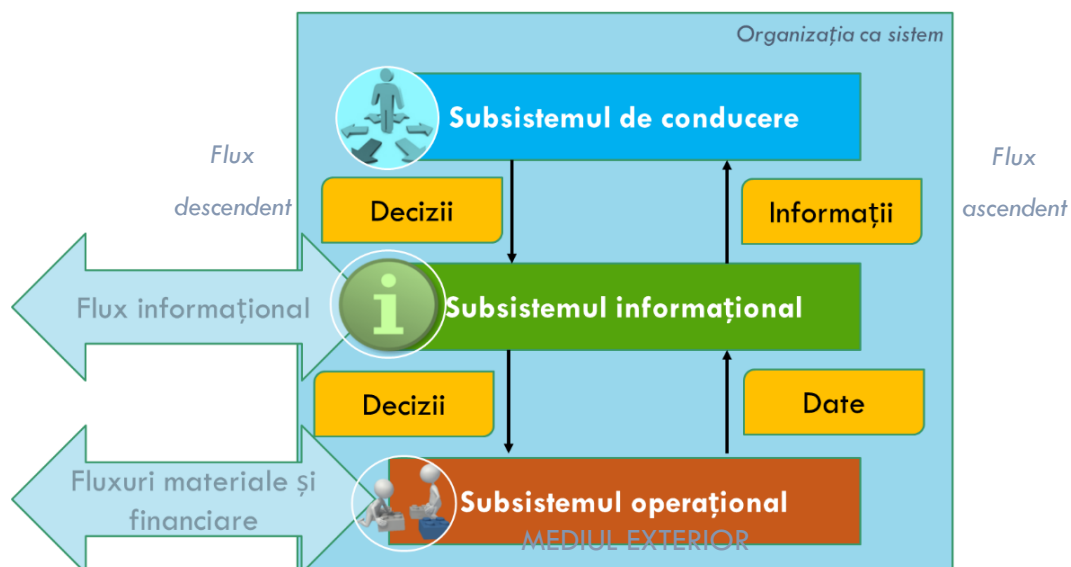 Organizația ca sistem
Subsistemul de conducere
Flux
descendent
Flux
ascendent
Decizii
Informații
Flux informațional
i
Subsistemul informațional
Decizii
Date
Fluxuri materiale și
financiare
Subsistemul operațional
MEDIUL EXTERIOR